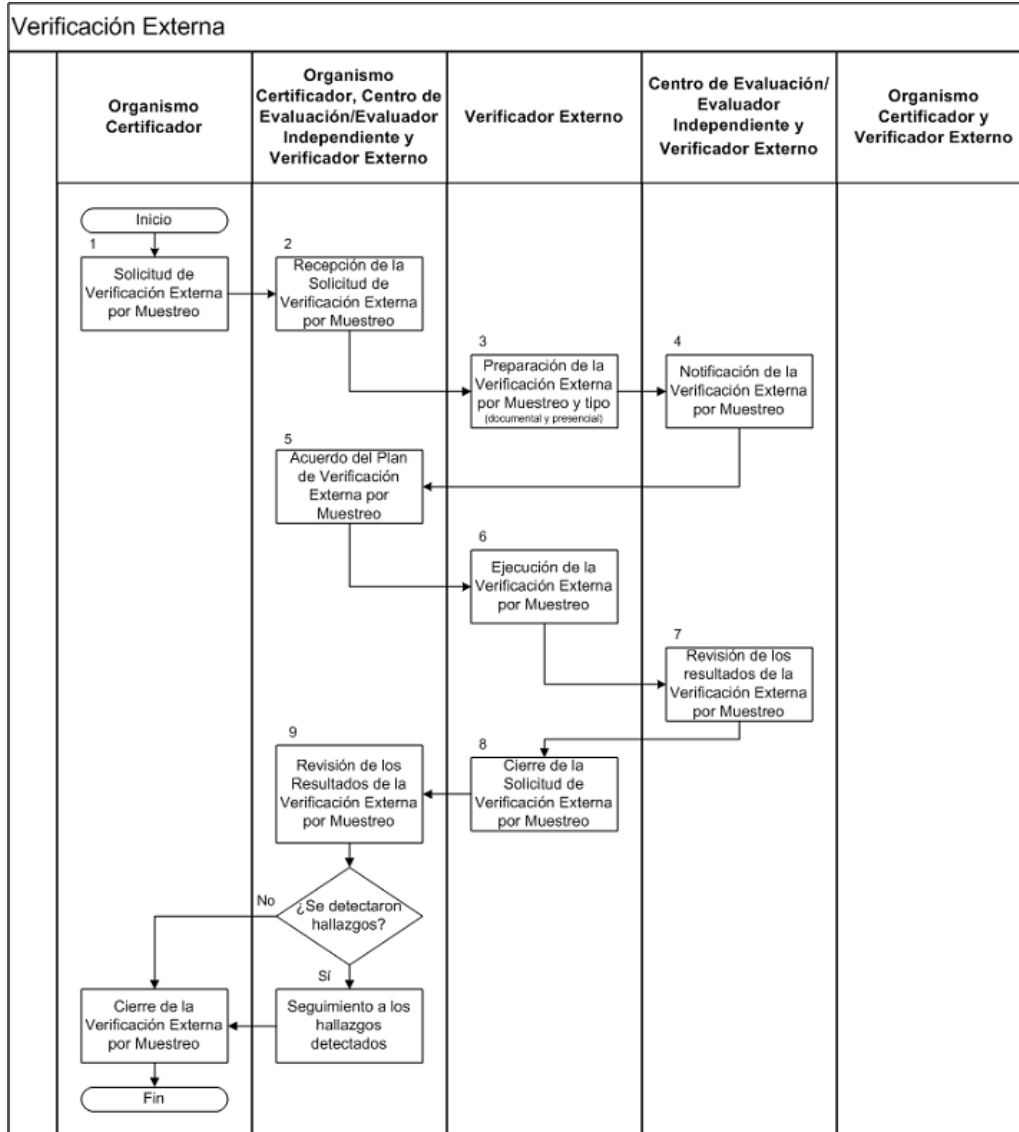 Verificación Externa
Organismo
Certificador
Organismo
Certificador, Centro de
Evaluación/Evaluador
Independiente y
Verificador Externo
Verificador Externo
Centro de Evaluación/
Evaluador
Independiente y
Verificador Externo
Organismo
Certificador y
Verificador Externo
Inicio
1
Solicitud de
Verificación Externa
por Muestreo
2
Recepción de la
Solicitud de
Verificación Externa
por Muestreo
3
Preparación de la
Verificación Externa
por Muestreo y tipo
(documental y presencial)
4
Notificación de la
Verificación Externa
por Muestreo
5
Acuerdo del Plan
de Verificación
Externa por
Muestreo
6
Ejecución de la
Verificación Externa
por Muestreo
7
Revisión de los
resultados de la
Verificación Externa
por Muestreo
8
Cierre de la
Solicitud de
Verificación Externa
por Muestreo
9
Revisión de los
Resultados de la
Verificación Externa
por Muestreo
¿Se detectaron
hallazgos?
No
Sí
Seguimiento a los
hallazgos
detectados
Cierre de la
Verificación Externa
por Muestreo
Fin